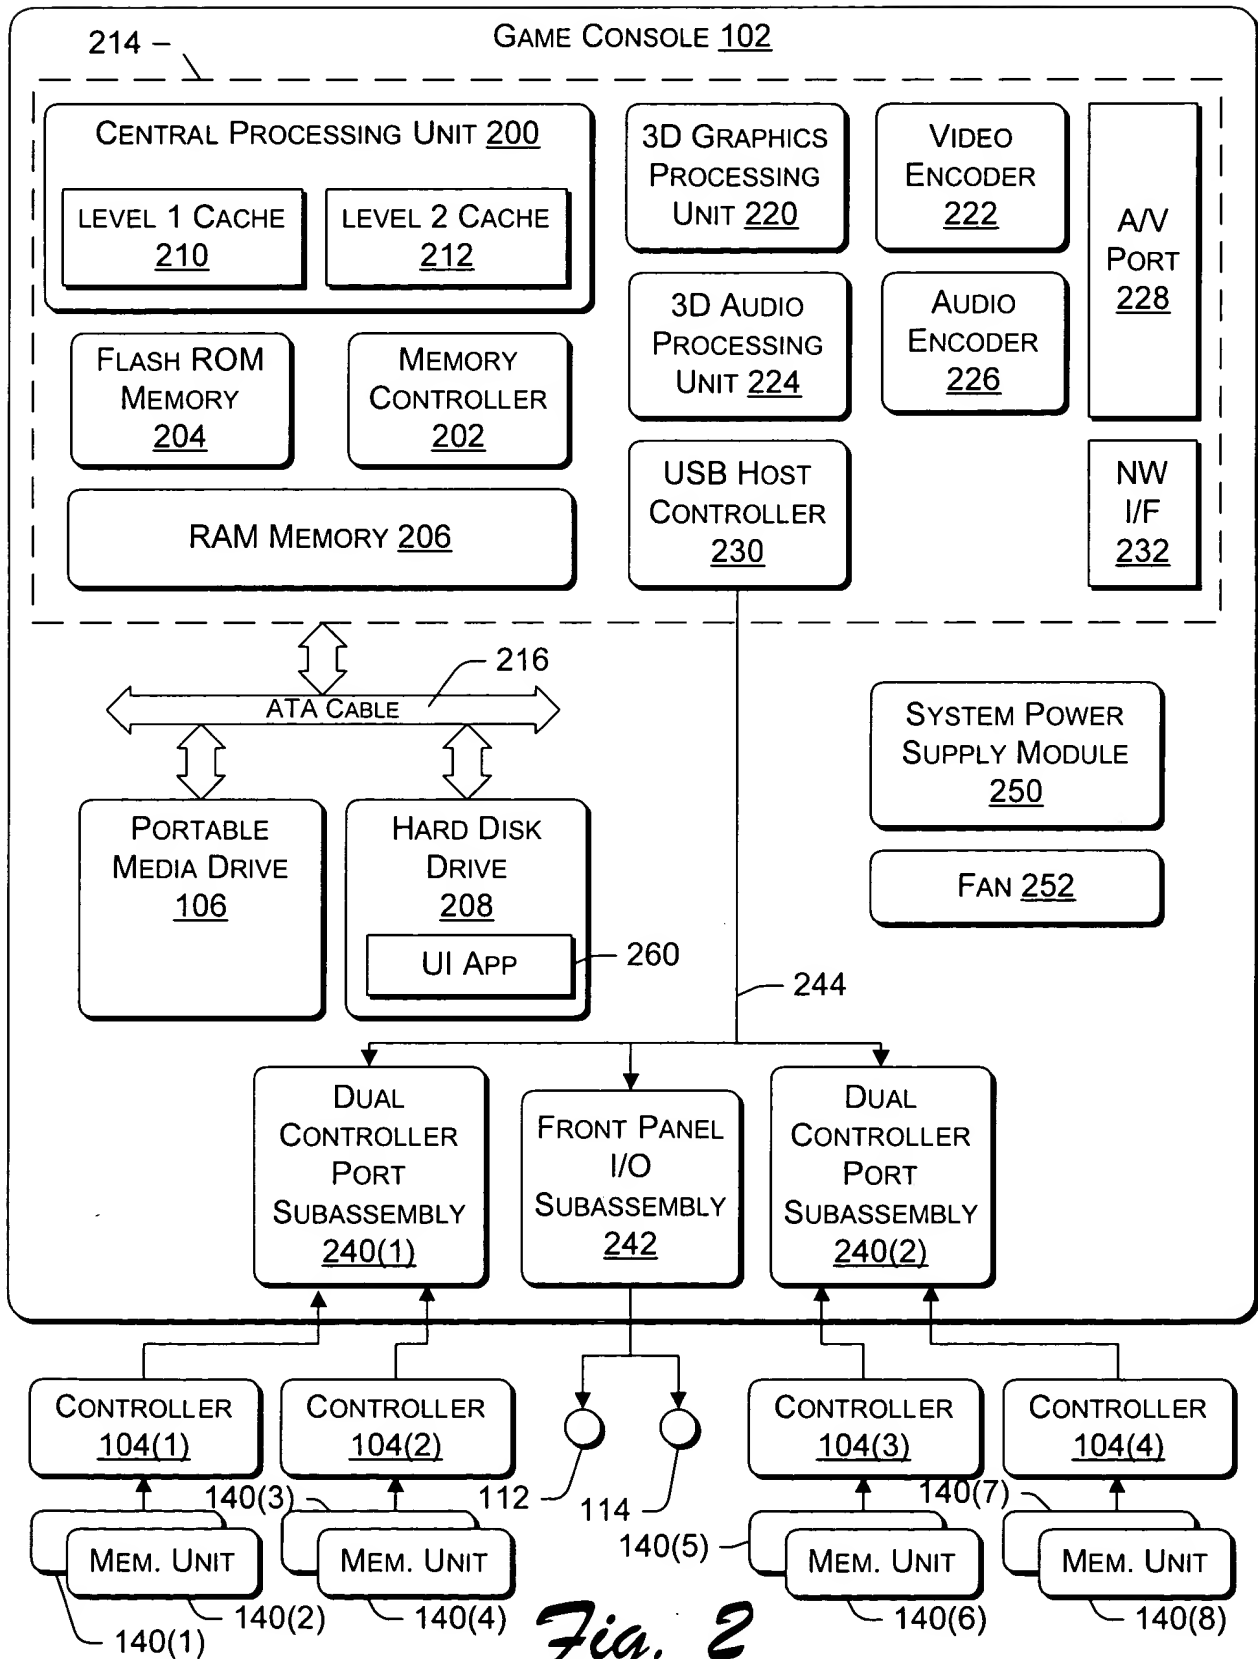 GAME CONSOLE 102
214
CENTRAL PROCESSING UNIT 200
LEVEL 1 CACHE
210
LEVEL 2 CACHE
212
3D GRAPHICS
PROCESSING
UNIT 220
VIDEO
ENCODER
222
A/V
PORT
228
3D AUDIO
PROCESSING
UNIT 224
AUDIO
ENCODER
226
FLASH ROM
MEMORY
204
MEMORY
CONTROLLER
202
USB HOST
CONTROLLER
230
NW
I/F
232
RAM MEMORY 206
216
ATA CABLE
SYSTEM POWER
SUPPLY MODULE
250
PORTABLE
MEDIA DRIVE
106
HARD DISK
DRIVE
208
UI APP
260
FAN 252
244
DUAL
CONTROLLER
PORT
SUBASSEMBLY
240(1)
FRONT PANEL
I/O
SUBASSEMBLY
242
DUAL
CONTROLLER
PORT
SUBASSEMBLY
240(2)
CONTROLLER
104(1)
CONTROLLER
104(2)
CONTROLLER
104(3)
CONTROLLER
104(4)
112
114
140(3)
140(7)
140(5)
MEM. UNIT
MEM. UNIT
MEM. UNIT
MEM. UNIT
140(1)
140(2)
140(4)
140(6)
140(8)
Fig. 2